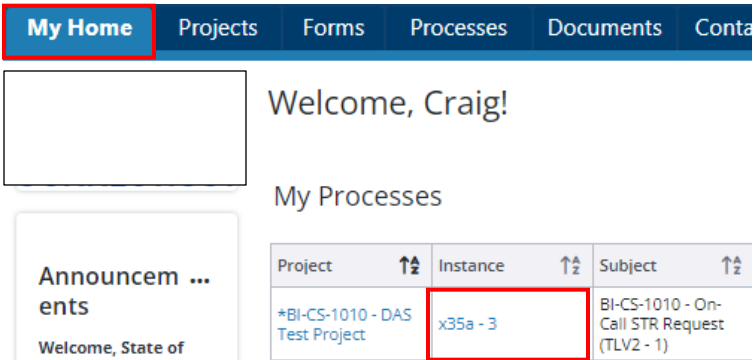 My Home Projects Forms Processes Documents Conta
Welcome, Craig!
My Processes
Announcem ...
ents
Welcome, State of
Project Instance Subject
*BI-CS-1010 - DAS
Test Project
x35a - 3
BI-CS-1010 - On-
Call STR Request
(TLV2 - 1)